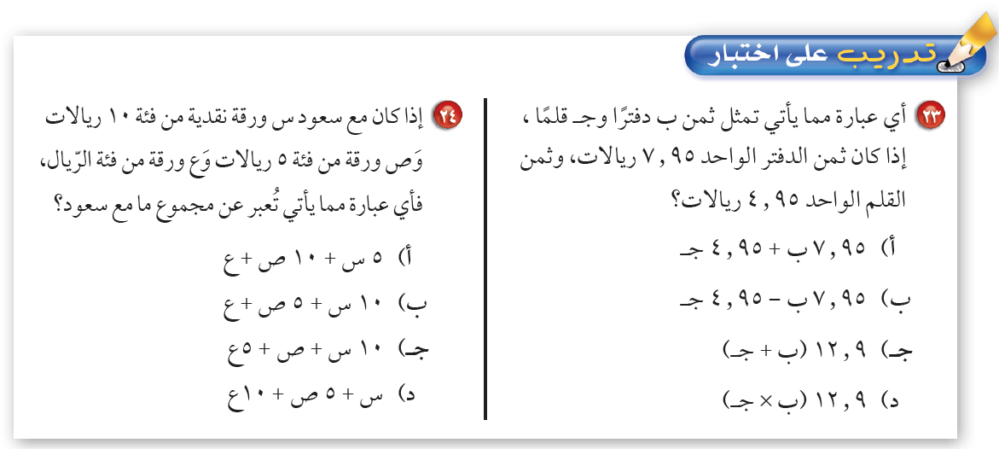 تدريب على اختبار
٢٣ أي عبارة مما يأتي تمثل ثمن ب دفترًا وجـ قلمًا ،
إذا كان ثمن الدفتر الواحد ٧,٩٥ ريالات، وثمن
القلم الواحد ٤,٩٥ ريالات؟
أ) ٧,٩٥ ب + ٤,٩٥ جـ
ب) ٧,٩٥ ب - ٤,٩٥ جـ
جـ) ١٢,٩ (ب + جـ)
د) ١٢,٩ (ب × جـ)
٢٤ إذا كان مع سعود س ورقة نقدية من فئة ١٠ ريالات
وَص ورقة من فئة ٥ ريالات وَع ورقة من فئة الرّيال،
فأي عبارة مما يأتي تُعبر عن مجموع ما مع سعود؟
أ) ٥ س + ١٠ ص + ع
ب) ١٠ س + ٥ ص + ع
جـ) ١٠ س + ص + ٥ع
د) س + ٥ ص + ١٠ع